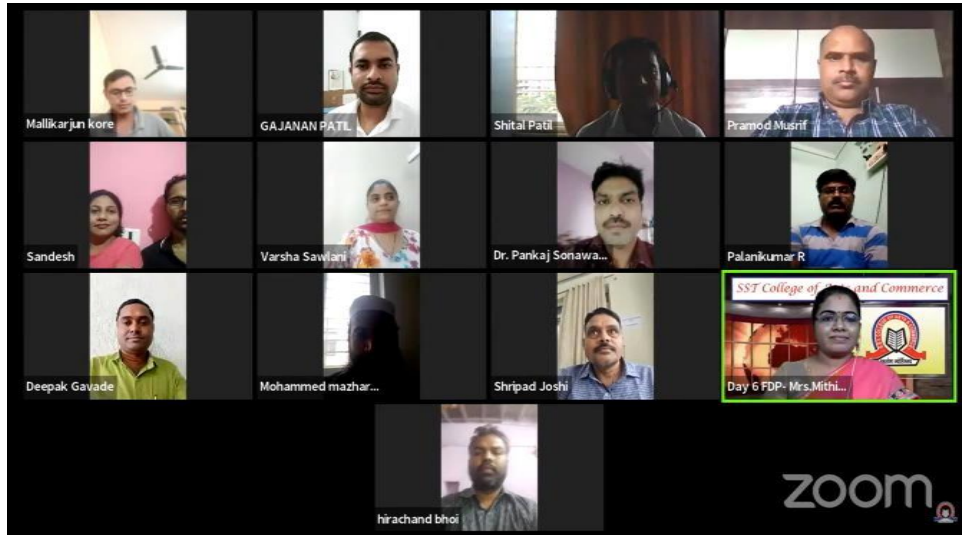 Mallikarjun kore
GAJANAN PATIL
Shital Patil
Pramod Musrif
Sandesh
Varsha Sawlani
Dr. Pankaj Sonawa...
Palanikumar R
SST College of Arts and Commerce
Deepak Gavade
Mohammed mazhar...
Shripad Joshi
Day 6 FDP- Mrs.Mithi...
hirachand bhoi
zoom